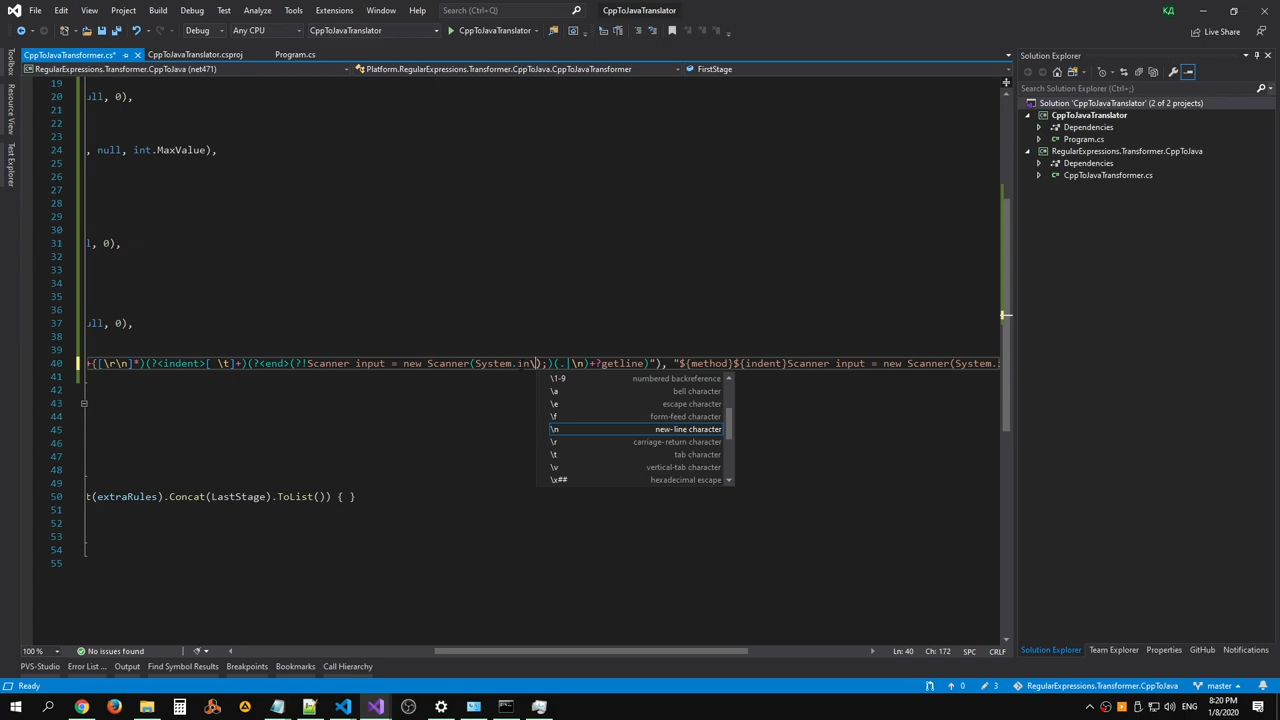 File Edit View Project Build Debug Test Analyze Tools Extensions Window Help Search (Ctrl+Q) CppToJavaTranslator КД
Debug Any CPU CppToJavaTranslator CppToJavaTranslator Live Share
CppToJavaTransformer.cs* CppToJavaTranslator.csproj Program.cs
RegularExpressions.Transformer.CppToJava (net471) Platform.RegularExpressions.Transformer.CppToJava.CppToJavaTransformer FirstStage
Toolbox
Resource View
Test Explorer
19
20 ull, 0),
21
22
23
24 , null, int.MaxValue),
25
26
27
28
29
30
31 l, 0),
32
33
34
35
36
37 ull, 0),
38
39
40 +{[\r\n]*)(?<indent>[ \t]+)(?<end>(?!Scanner input = new Scanner(System.in\);)(.|\n)+?getline)"), "${method}${indent}Scanner input = new Scanner(System.
41
42
43
44
45
46
47
48
49
50 t(extraRules).Concat(LastStage).ToList()) { }
51
52
53
54
55
\1-9 numbered backreference
\a bell character
\e escape character
\f form-feed character
\n new-line character
\r carriage-return character
\t tab character
\v vertical-tab character
\x## hexadecimal escape
Solution Explorer
Search Solution Explorer (Ctrl+;)
Solution 'CppToJavaTranslator' (2 of 2 projects)
CppToJavaTranslator
Dependencies
Program.cs
RegularExpressions.Transformer.CppToJava
Dependencies
CppToJavaTransformer.cs
100 % No issues found Ln: 40 Ch: 172 SPC CRLF
Solution Explorer Team Explorer Properties GitHub Notifications
PVS-Studio Error List ... Output Find Symbol Results Breakpoints Bookmarks Call Hierarchy
Ready 0 3 RegularExpressions.Transformer.CppToJava master
ENG 8:20 PM
1/8/2020